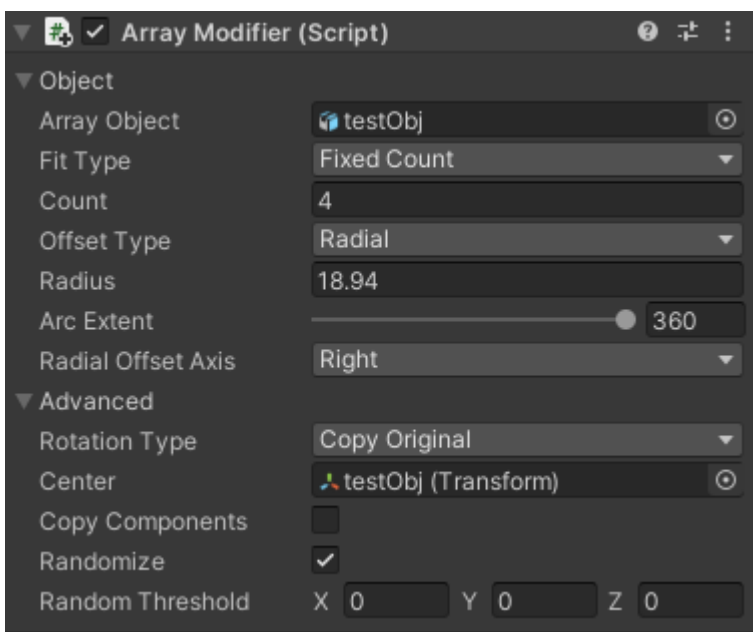 Array Modifier (Script)
Object
Array Object testObj
Fit Type Fixed Count
Count 4
Offset Type Radial
Radius 18.94
Arc Extent 360
Radial Offset Axis Right
Advanced
Rotation Type Copy Original
Center testObj (Transform)
Copy Components
Randomize
Random Threshold X 0 Y 0 Z 0